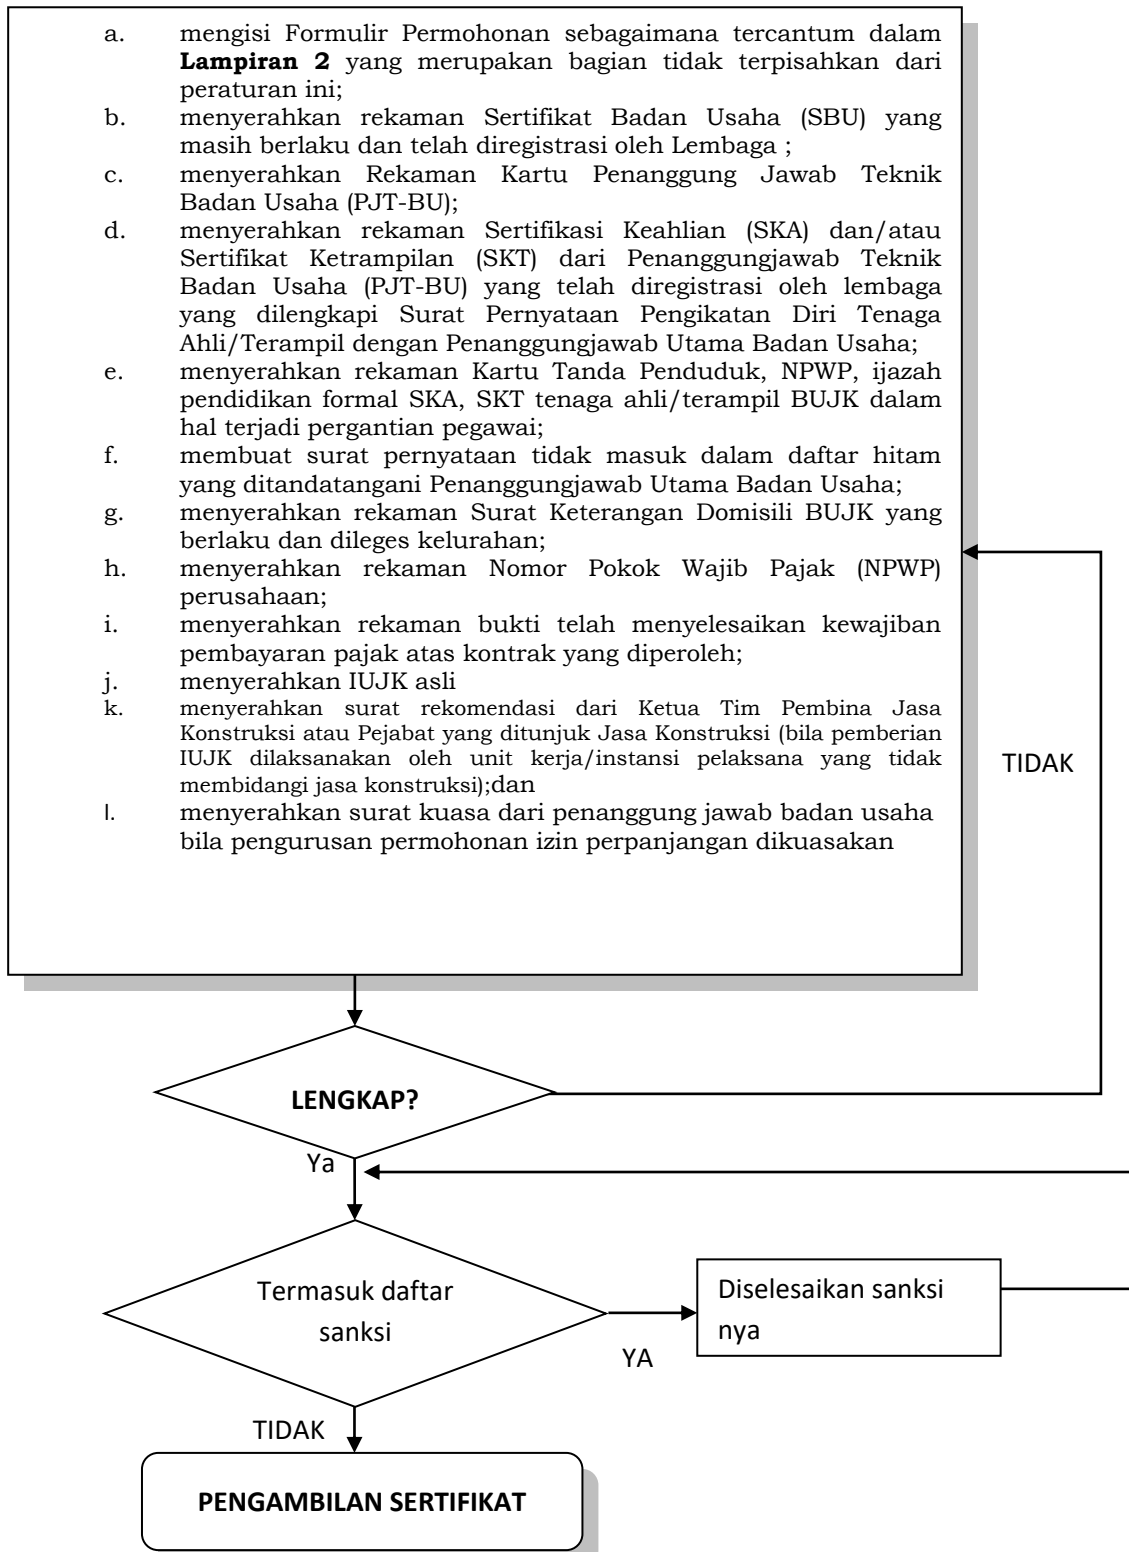 a. mengisi Formulir Permohonan sebagaimana tercantum dalam
Lampiran 2 yang merupakan bagian tidak terpisahkan dari
peraturan ini;
b. menyerahkan rekaman Sertifikat Badan Usaha (SBU) yang
masih berlaku dan telah diregistrasi oleh Lembaga ;
c. menyerahkan Rekaman Kartu Penanggung Jawab Teknik
Badan Usaha (PJT-BU);
d. menyerahkan rekaman Sertifikasi Keahlian (SKA) dan/atau
Sertifikat Ketrampilan (SKT) dari Penanggungjawab Teknik
Badan Usaha (PJT-BU) yang telah diregistrasi oleh lembaga
yang dilengkapi Surat Pernyataan Pengikatan Diri Tenaga
Ahli/Terampil dengan Penanggungjawab Utama Badan Usaha;
e. menyerahkan rekaman Kartu Tanda Penduduk, NPWP, ijazah
pendidikan formal SKA, SKT tenaga ahli/terampil BUJK dalam
hal terjadi pergantian pegawai;
f. membuat surat pernyataan tidak masuk dalam daftar hitam
yang ditandatangani Penanggungjawab Utama Badan Usaha;
g. menyerahkan rekaman Surat Keterangan Domisili BUJK yang
berlaku dan dileges kelurahan;
h. menyerahkan rekaman Nomor Pokok Wajib Pajak (NPWP)
perusahaan;
i. menyerahkan rekaman bukti telah menyelesaikan kewajiban
pembayaran pajak atas kontrak yang diperoleh;
j. menyerahkan IUJK asli
k. menyerahkan surat rekomendasi dari Ketua Tim Pembina Jasa
Konstruksi atau Pejabat yang ditunjuk Jasa Konstruksi (bila pemberian
IUJK dilaksanakan oleh unit kerja/instansi pelaksana yang tidak
membidangi jasa konstruksi);dan
l. menyerahkan surat kuasa dari penanggung jawab badan usaha
bila pengurusan permohonan izin perpanjangan dikuasakan
TIDAK
LENGKAP?
Ya
Termasuk daftar
sanksi
YA
Diselesaikan sanksi
nya
TIDAK
PENGAMBILAN SERTIFIKAT